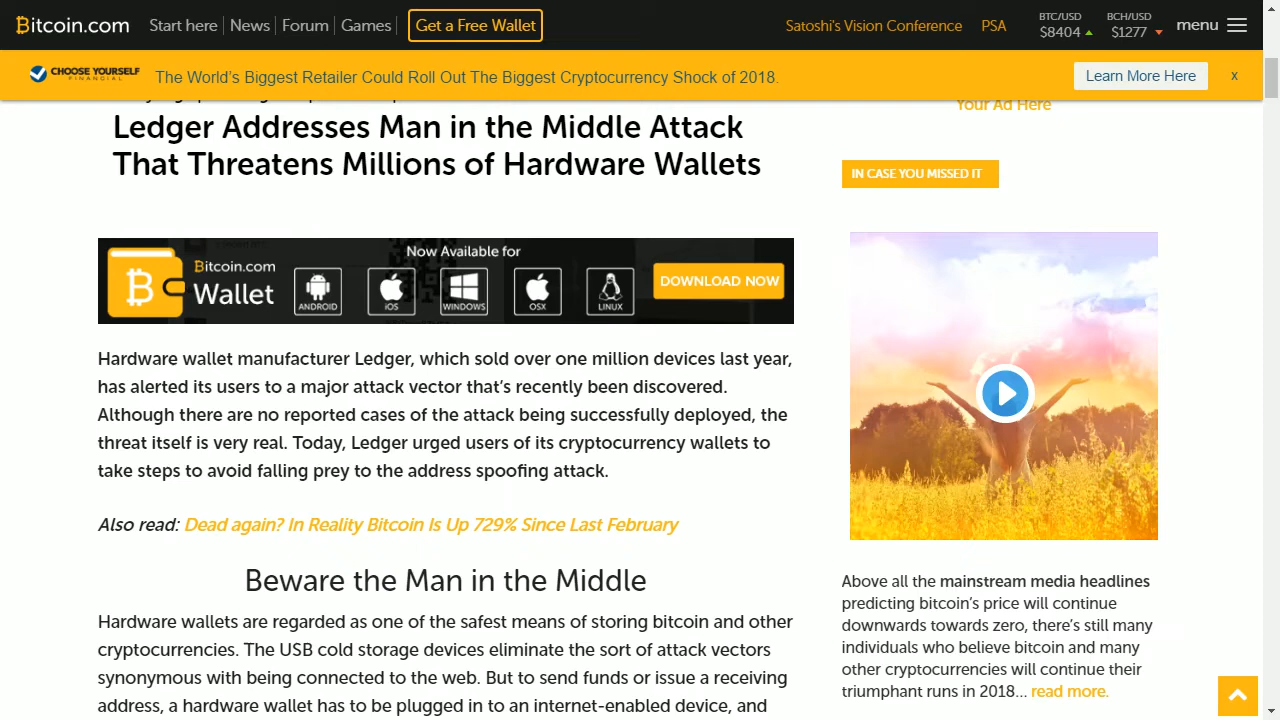 Bitcoin.com Start here News Forum Games Get a Free Wallet Satoshi's Vision Conference PSA BTC/USD $8404 BCH/USD $1277 menu
CHOOSE YOURSELF FINANCIAL The World's Biggest Retailer Could Roll Out The Biggest Cryptocurrency Shock of 2018. Learn More Here x
Your Ad Here
Ledger Addresses Man in the Middle Attack
That Threatens Millions of Hardware Wallets
IN CASE YOU MISSED IT
Now Available for
Bitcoin.com
Wallet
ANDROID iOS WINDOWS OSX LINUX
DOWNLOAD NOW
Hardware wallet manufacturer Ledger, which sold over one million devices last year,
has alerted its users to a major attack vector that's recently been discovered.
Although there are no reported cases of the attack being successfully deployed, the
threat itself is very real. Today, Ledger urged users of its cryptocurrency wallets to
take steps to avoid falling prey to the address spoofing attack.
Also read: Dead again? In Reality Bitcoin Is Up 729% Since Last February
Beware the Man in the Middle
Hardware wallets are regarded as one of the safest means of storing bitcoin and other
cryptocurrencies. The USB cold storage devices eliminate the sort of attack vectors
synonymous with being connected to the web. But to send funds or issue a receiving
address, a hardware wallet has to be plugged in to an internet-enabled device, and
Above all the mainstream media headlines
predicting bitcoin's price will continue
downwards towards zero, there's still many
individuals who believe bitcoin and many
other cryptocurrencies will continue their
triumphant runs in 2018... read more.